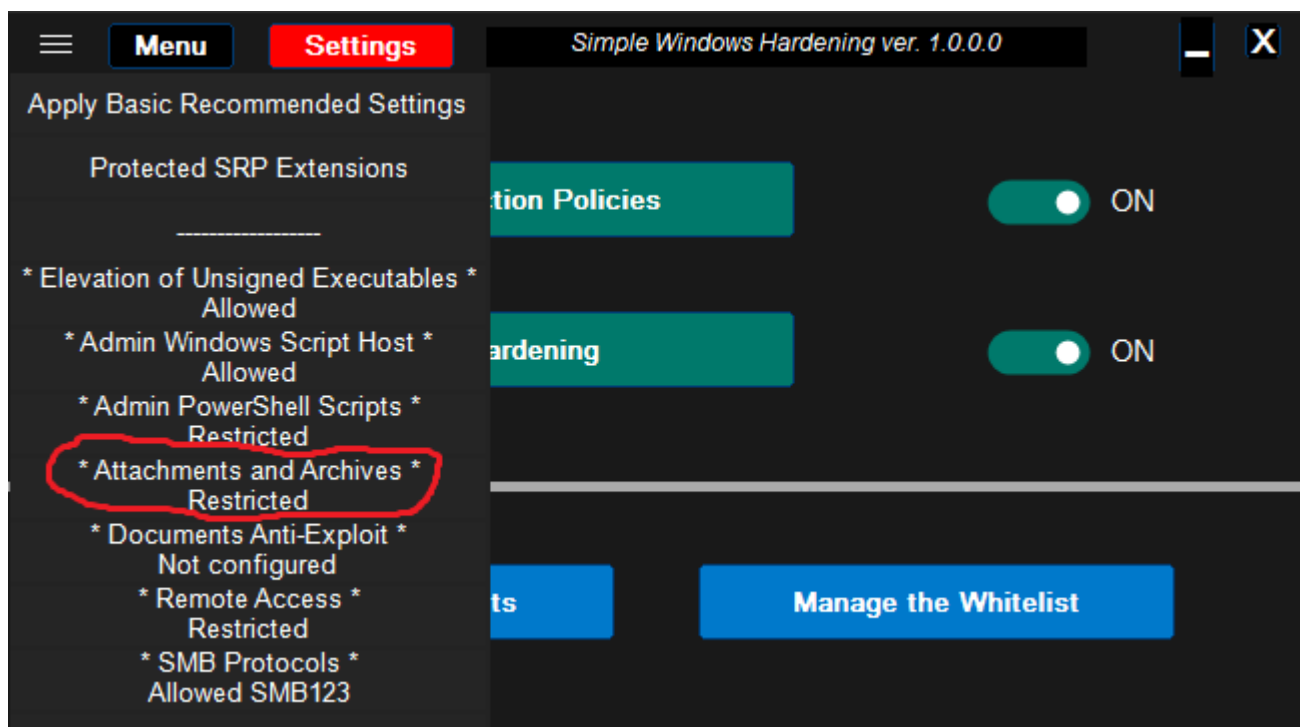 Menu
Settings
Simple Windows Hardening ver. 1.0.0.0
_
X
Apply Basic Recommended Settings
Protected SRP Extensions
------------------
* Elevation of Unsigned Executables *
Allowed
* Admin Windows Script Host *
Allowed
* Admin PowerShell Scripts *
Restricted
* Attachments and Archives *
Restricted
* Documents Anti-Exploit *
Not configured
* Remote Access *
Restricted
* SMB Protocols *
Allowed SMB123
tion Policies
ON
ardening
ON
ts
Manage the Whitelist